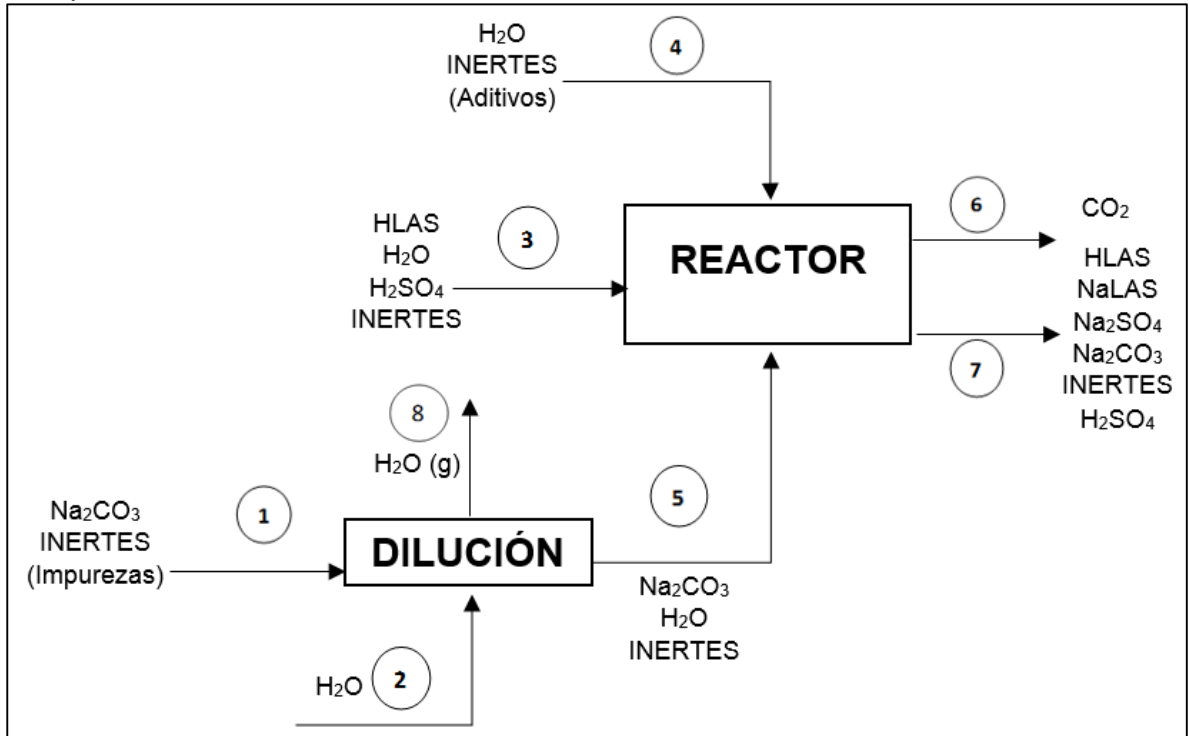 H₂O
INERTES
(Aditivos)
4
HLAS
H₂O
H₂SO₄
INERTES
3
REACTOR
6
CO₂
HLAS
NaLAS
Na₂SO₄
Na₂CO₃
INERTES
H₂SO₄
7
8
H₂O (g)
Na₂CO₃
INERTES
(Impurezas)
1
DILUCIÓN
5
Na₂CO₃
H₂O
INERTES
H₂O
2